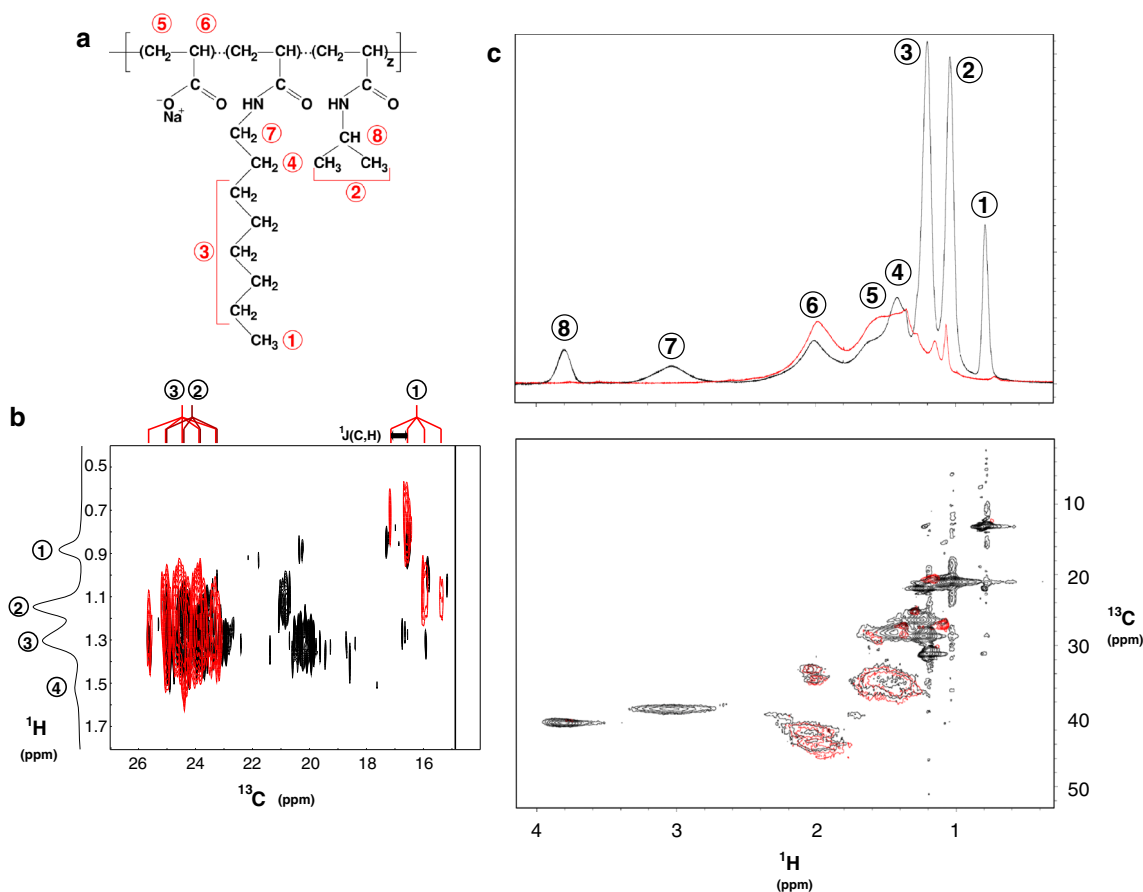 a
⑤ ⑥
(CH2 CH) (CH2 CH) (CH2 CH)z
O O O
⁻O HN HN
Na⁺
CH2 ⑦ CH ⑧
CH2 ④ CH3 CH3
②
CH2
CH2
③ CH2
CH2
CH2
CH3 ①
b
③ ② ①
¹J(C,H)
0.5
0.7
① 0.9
② 1.1
③ 1.3
④ 1.5
1.7
¹H
(ppm)
26 24 22 20 18 16
¹³C (ppm)
c
③ ②
①
④
⑤
⑥
⑧ ⑦
10
20
¹³C
30
(ppm)
40
50
4 3 2 1
¹H
(ppm)